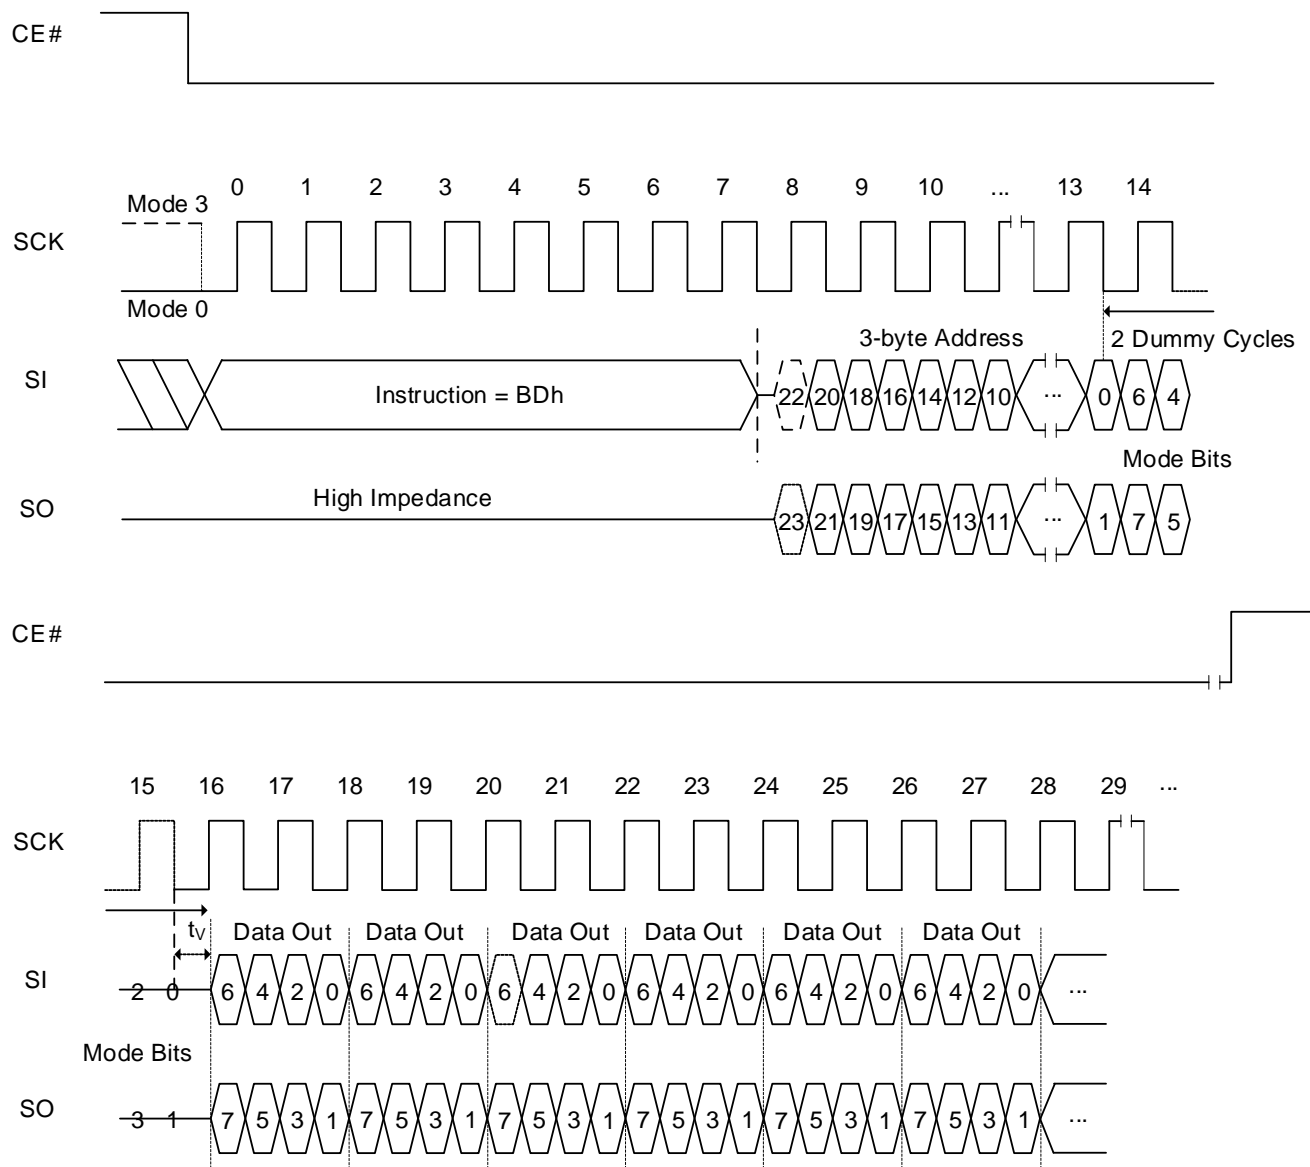 CE#
0 1 2 3 4 5 6 7 8 9 10 ... 13 14
Mode 3
SCK
Mode 0
3-byte Address 2 Dummy Cycles
SI
Instruction = BDh 22 20 18 16 14 12 10 ... 0 6 4
Mode Bits
High Impedance
SO
23 21 19 17 15 13 11 ... 1 7 5
CE#
15 16 17 18 19 20 21 22 23 24 25 26 27 28 29 ...
SCK
tV Data Out Data Out Data Out Data Out Data Out Data Out
SI
2 0 6 4 2 0 6 4 2 0 6 4 2 0 6 4 2 0 6 4 2 0 6 4 2 0 ...
Mode Bits
SO
3 1 7 5 3 1 7 5 3 1 7 5 3 1 7 5 3 1 7 5 3 1 7 5 3 1 ...